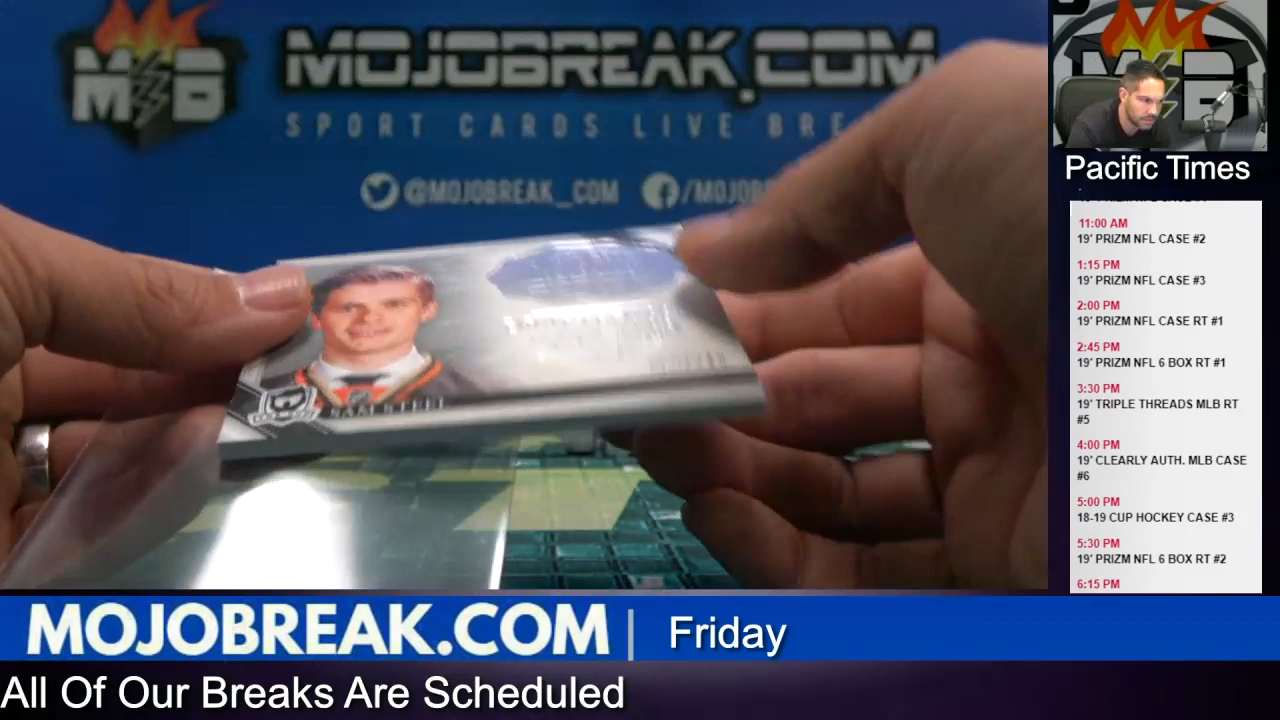 MB
MOJOBREAK.COM
SPORT CARDS LIVE BRE
@MOJOBREAK_COM
/MOJOB
Pacific Times
11:00 AM
19' PRIZM NFL CASE #2
1:15 PM
19' PRIZM NFL CASE #3
2:00 PM
19' PRIZM NFL CASE RT #1
2:45 PM
19' PRIZM NFL 6 BOX RT #1
3:30 PM
19' TRIPLE THREADS MLB RT
#5
4:00 PM
19' CLEARLY AUTH. MLB CASE
#6
5:00 PM
18-19 CUP HOCKEY CASE #3
5:30 PM
19' PRIZM NFL 6 BOX RT #2
6:15 PM
MOJOBREAK.COM | Friday
All Of Our Breaks Are Scheduled